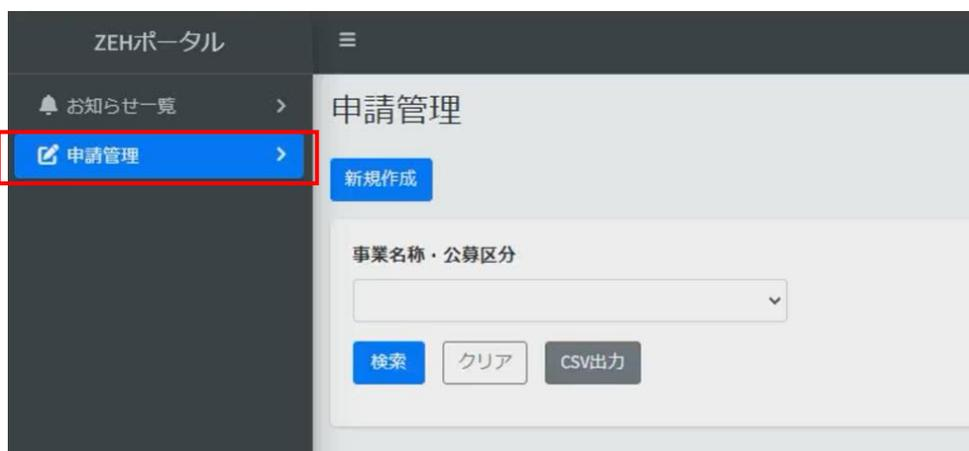 ZEHポータル
お知らせ一覧
申請管理
申請管理
新規作成
事業名称・公募区分
検索 クリア CSV出力